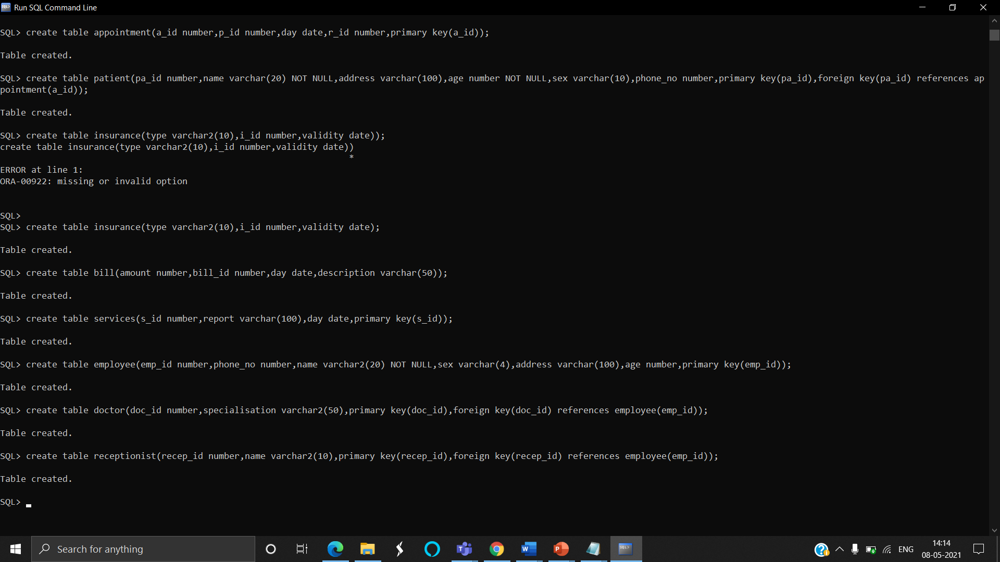 Run SQL Command Line
SQL> create table appointment(a_id number,p_id number,day date,r_id number,primary key(a_id));
Table created.
SQL> create table patient(pa_id number,name varchar(20) NOT NULL,address varchar(100),age number NOT NULL,sex varchar(10),phone_no number,primary key(pa_id),foreign key(pa_id) references ap
pointment(a_id));
Table created.
SQL> create table insurance(type varchar2(10),i_id number,validity date));
create table insurance(type varchar2(10),i_id number,validity date))
*
ERROR at line 1:
ORA-00922: missing or invalid option
SQL>
SQL> create table insurance(type varchar2(10),i_id number,validity date);
Table created.
SQL> create table bill(amount number,bill_id number,day date,description varchar(50));
Table created.
SQL> create table services(s_id number,report varchar(100),day date,primary key(s_id));
Table created.
SQL> create table employee(emp_id number,phone_no number,name varchar2(20) NOT NULL,sex varchar(4),address varchar(100),age number,primary key(emp_id));
Table created.
SQL> create table doctor(doc_id number,specialisation varchar2(50),primary key(doc_id),foreign key(doc_id) references employee(emp_id));
Table created.
SQL> create table receptionist(recep_id number,name varchar2(10),primary key(recep_id),foreign key(recep_id) references employee(emp_id));
Table created.
SQL>
Search for anything
ENG
14:14
08-05-2021